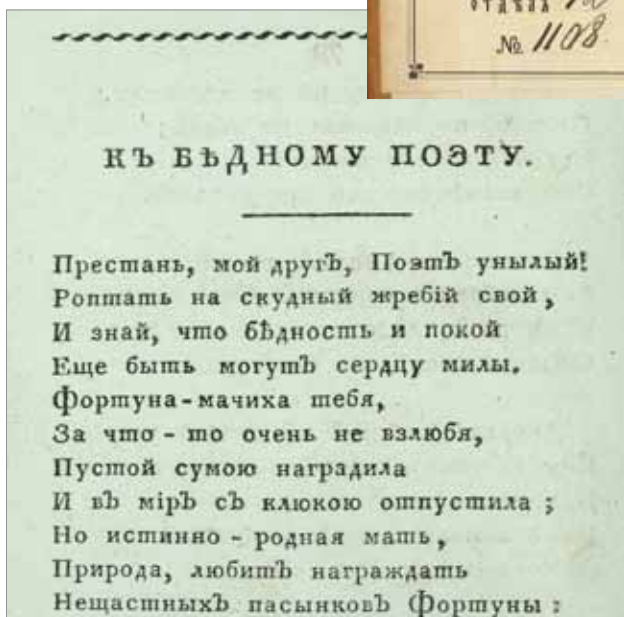 ОТДѢЛЪ
№ 1108.
КЪ БѢДНОМУ ПОЭТУ.
Престань, мой другъ, Поэтъ унылый!
Роптать на скудный жребій свой,
И знай, что бѣдность и покой
Еще быть могутъ сердцу милы.
Фортуна-мачиха тебя,
За что-то очень не взлюбя,
Пустой сумою наградила
И въ міръ съ клюкою отпустила;
Но истинно-родная мать,
Природа, любитъ награждать
Нещастныхъ пасынковъ Фортуны: